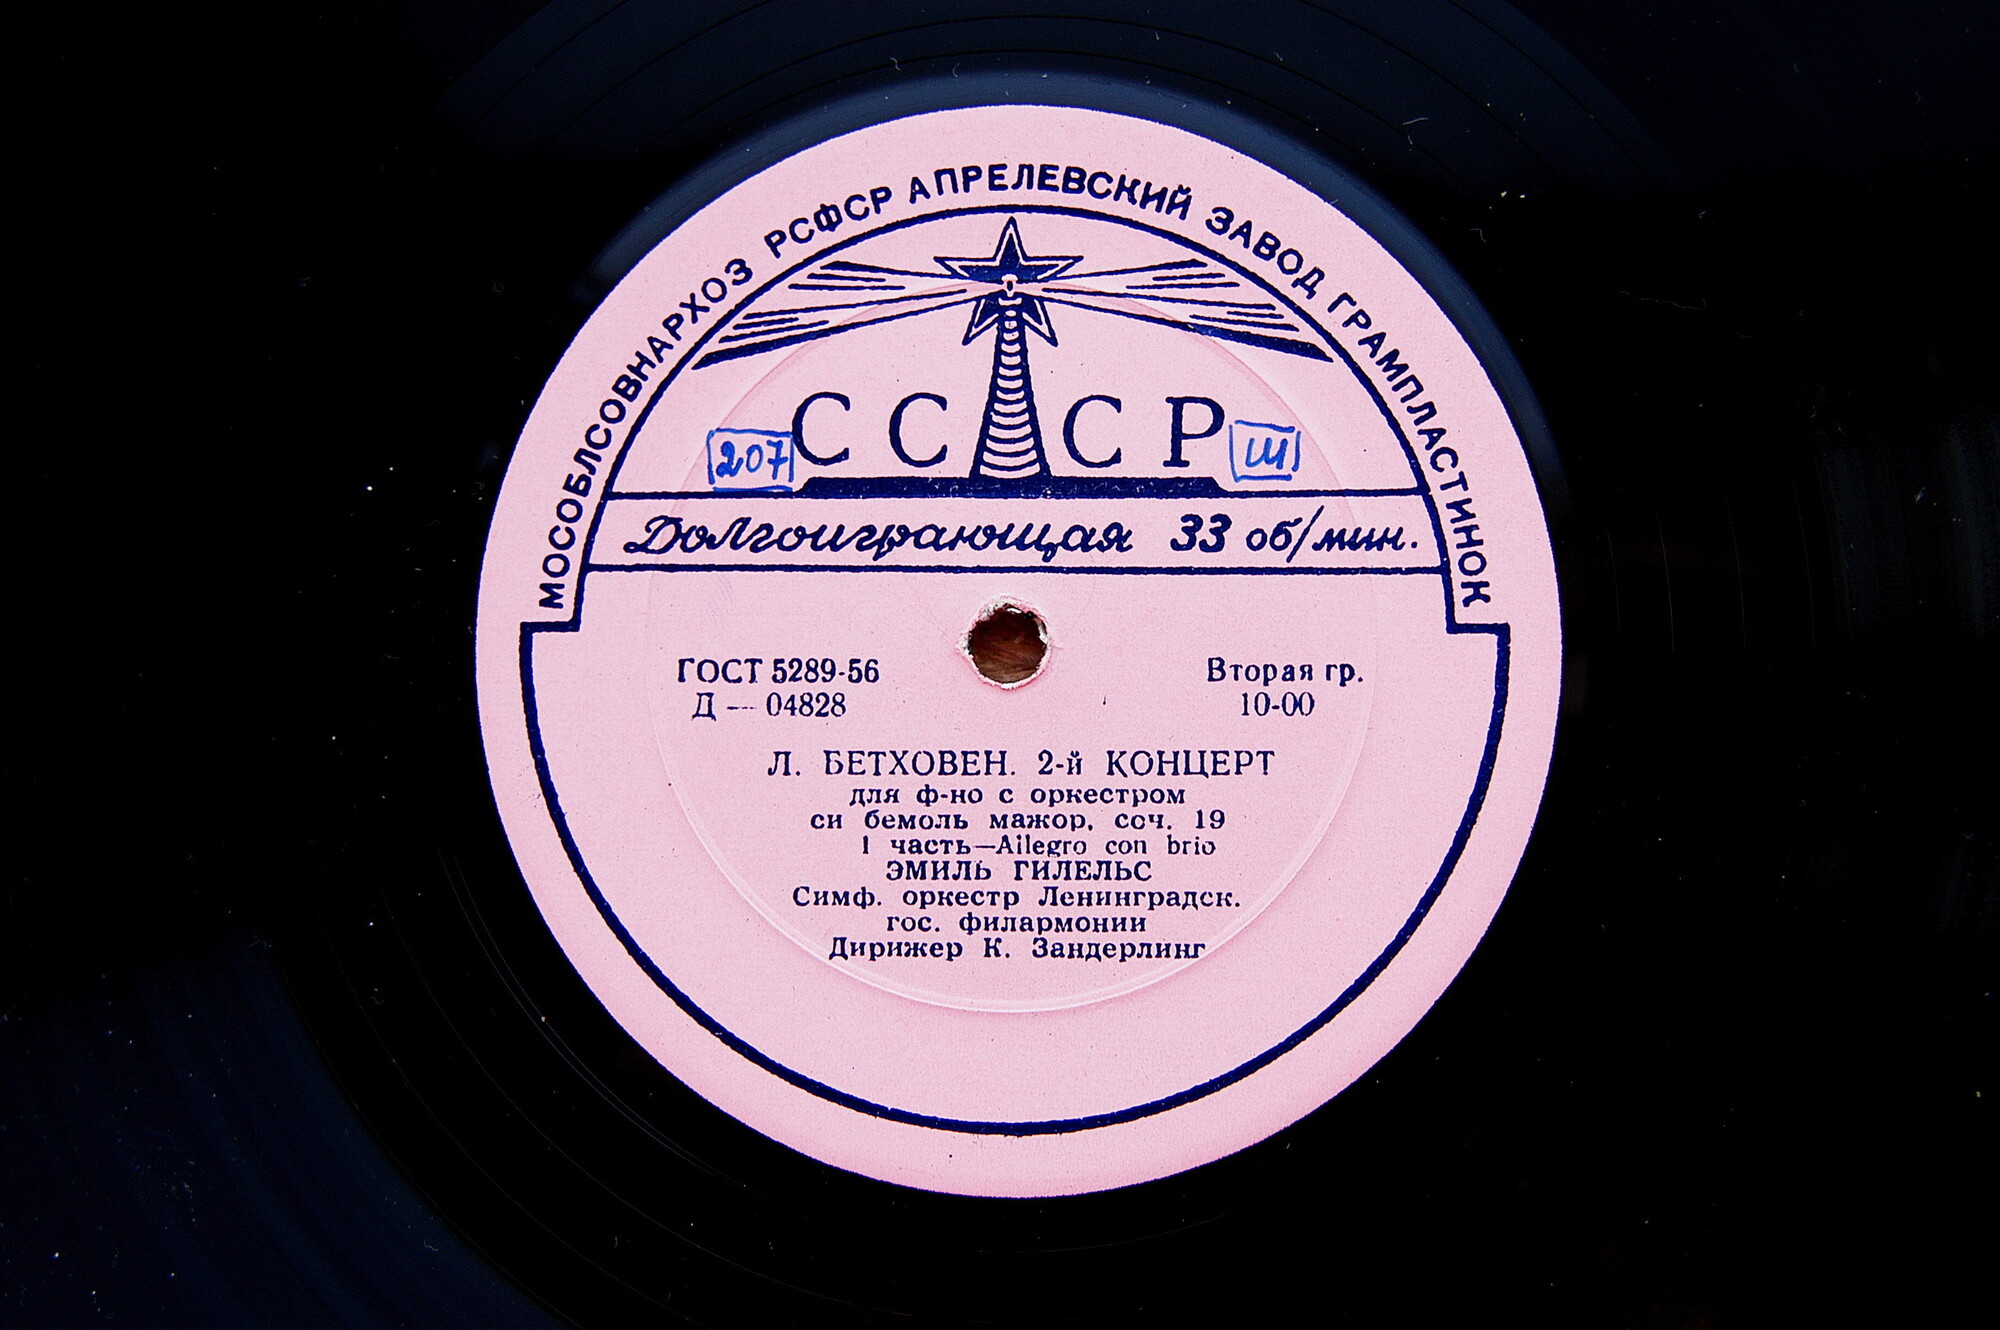 МОСОБЛСОВНАРХОЗ РСФСР АПРЕЛЕВСКИЙ ЗАВОД ГРАМПЛАСТИНОК
СССР
207 Ш
Долгоиграющая 33 об/мин.
ГОСТ 5289-56 Вторая гр.
Д — 04828 10-00
Л. БЕТХОВЕН. 2-й КОНЦЕРТ
для ф-но с оркестром
си бемоль мажор, соч. 19
I часть—Allegro con brio
ЭМИЛЬ ГИЛЕЛЬС
Симф. оркестр Ленинградск.
гос. филармонии
Дирижер К. Зандерлинг